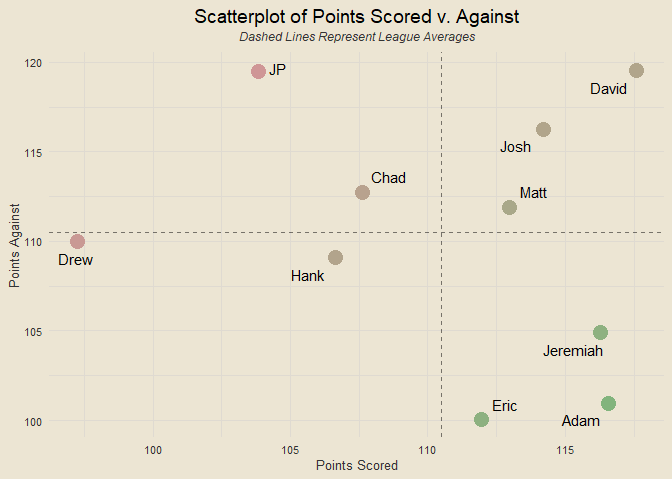 Scatterplot of Points Scored v. Against
Dashed Lines Represent League Averages
120
JP
David
Josh
115
Chad
Matt
110
Drew
Hank
105
Jeremiah
Eric
100
Adam
Points Against
100
105
110
115
Points Scored